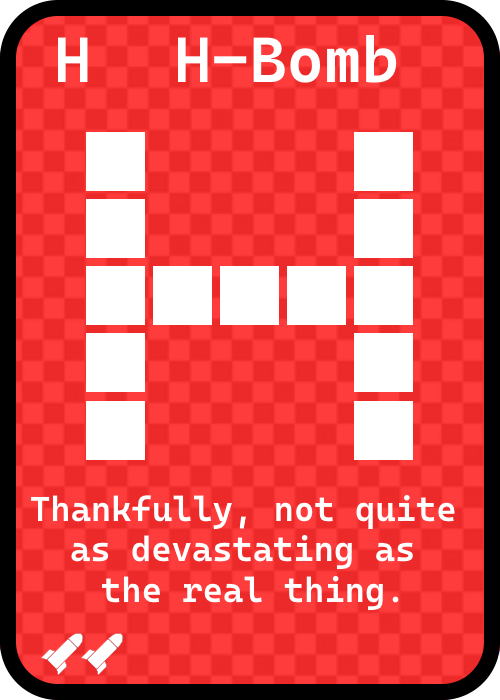 H H-Bomb
Thankfully, not quite
as devastating as
the real thing.